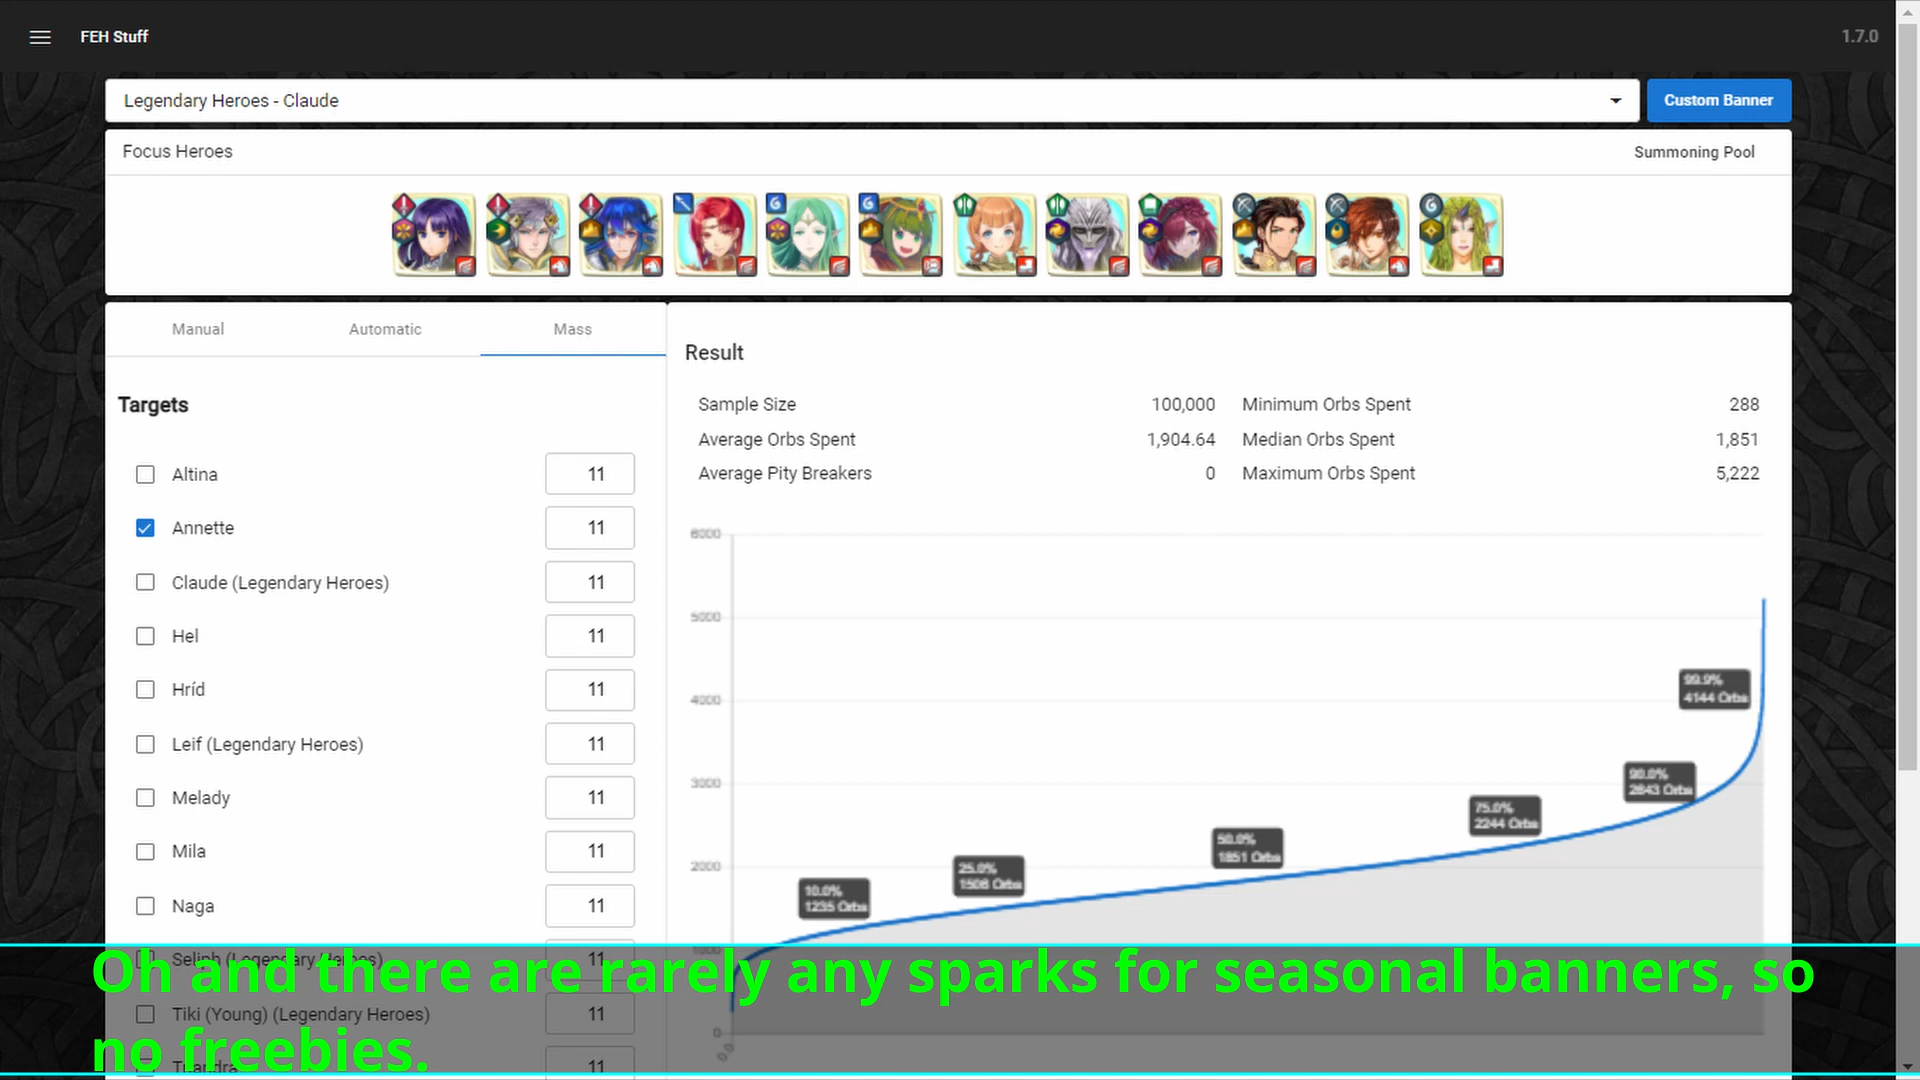 FEH Stuff
1.7.0
Legendary Heroes - Claude
Custom Banner
Focus Heroes
Summoning Pool
Manual
Automatic
Mass
Targets
Altina
11
Annette
11
Claude (Legendary Heroes)
11
Hel
11
Hríd
11
Leif (Legendary Heroes)
11
Melady
11
Mila
11
Naga
11
Seliph (Legendary Heroes)
11
Tiki (Young) (Legendary Heroes)
11
11
Result
Sample Size
100,000
Minimum Orbs Spent
288
Average Orbs Spent
1,904.64
Median Orbs Spent
1,851
Average Pity Breakers
0
Maximum Orbs Spent
5,222
6000
5000
4000
3000
2000
0
10.0%
1235 Orbs
25.0%
1508 Orbs
50.0%
1851 Orbs
75.0%
2244 Orbs
90.0%
2643 Orbs
99.9%
4144 Orbs
Oh and there are rarely any sparks for seasonal banners, so
no freebies.